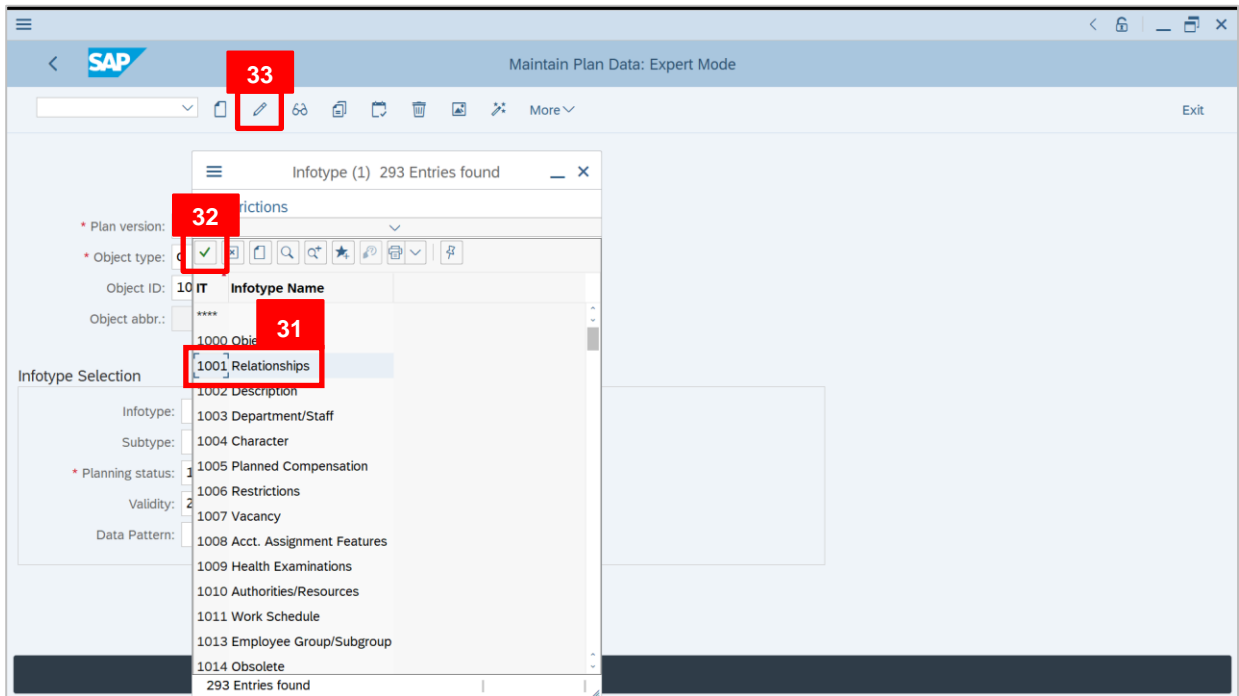 SAP
Maintain Plan Data: Expert Mode
33
More
Exit
Infotype (1) 293 Entries found
rictions
32
* Plan version:
* Object type:
Object ID: 10
IT Infotype Name
Object abbr.:
****
31
1000 Obje
1001 Relationships
Infotype Selection
1002 Description
Infotype:
1003 Department/Staff
Subtype:
1004 Character
* Planning status: 1
1005 Planned Compensation
1006 Restrictions
Validity: 2
1007 Vacancy
Data Pattern:
1008 Acct. Assignment Features
1009 Health Examinations
1010 Authorities/Resources
1011 Work Schedule
1013 Employee Group/Subgroup
1014 Obsolete
293 Entries found